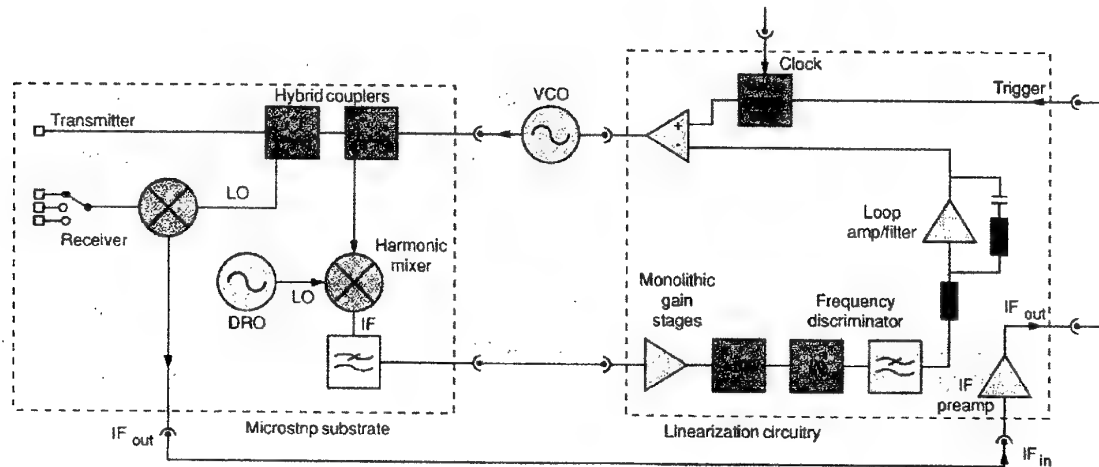 Clock
Hybrid couplers
VCO
Trigger
Transmitter
+
-
LO
Receiver
Loop
amp/filter
Harmonic
mixer
LO
DRO
IF
Monolithic
gain
stages
Frequency
discriminator
IF out
IF
preamp
IF out
Microstnp substrate
Linearization circuitry
IF in